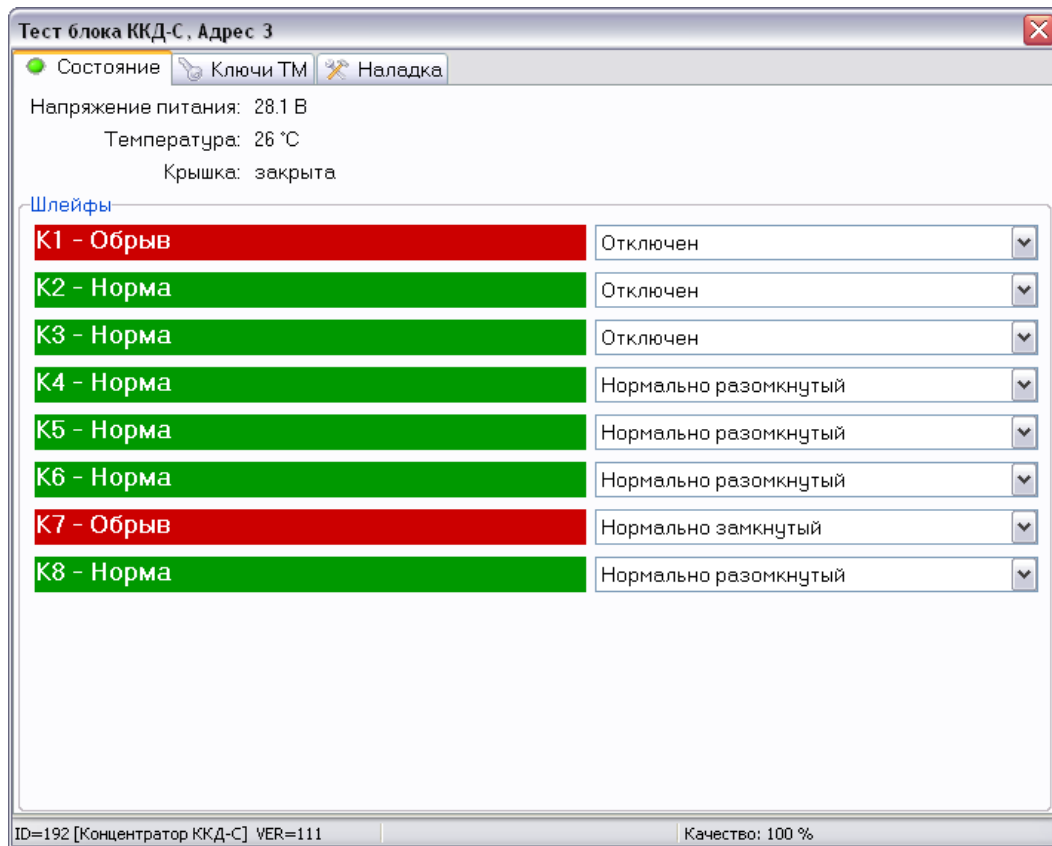 Тест блока ККД-С, Адрес 3
Состояние Ключи ТМ Наладка
Напряжение питания: 28.1 В
Температура: 26 °C
Крышка: закрыта
Шлейфы
К1 - Обрыв Отключен
К2 - Норма Отключен
К3 - Норма Отключен
К4 - Норма Нормально разомкнутый
К5 - Норма Нормально разомкнутый
К6 - Норма Нормально разомкнутый
К7 - Обрыв Нормально замкнутый
К8 - Норма Нормально разомкнутый
ID=192 [Концентратор ККД-С] VER=111 Качество: 100 %